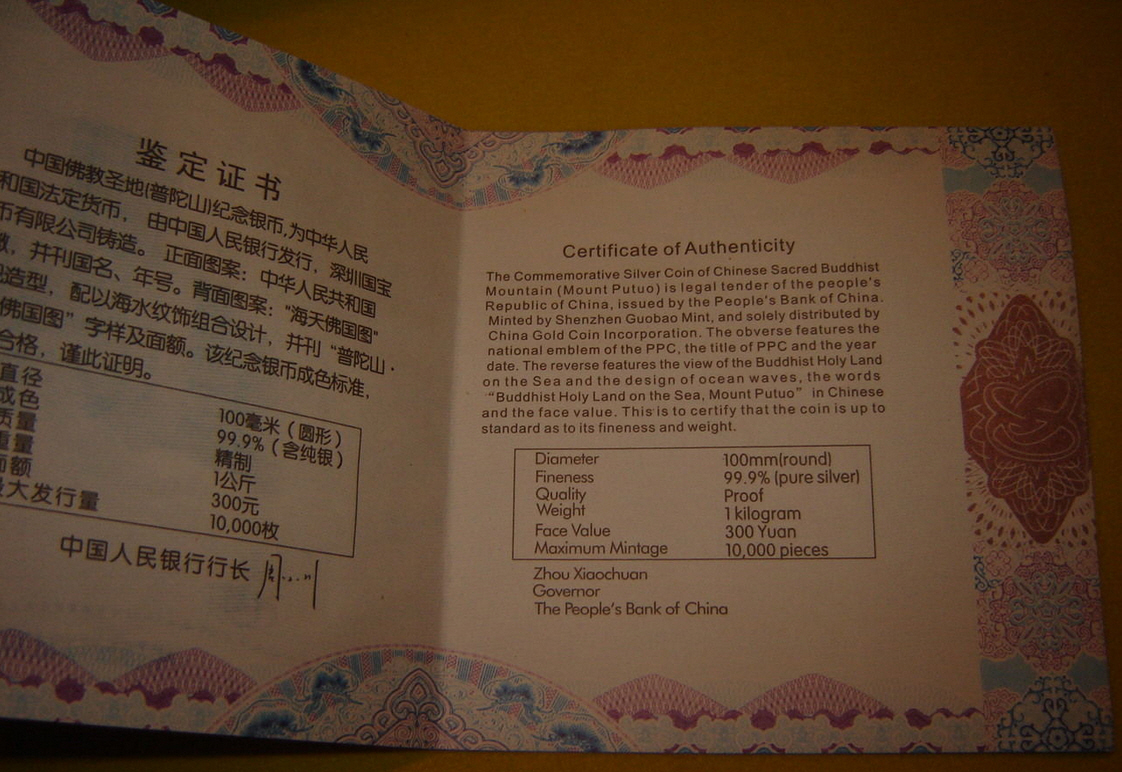 鉴定证书
中国佛教圣地(普陀山)纪念银币,为中华人民
和国法定货币， 由中国人民银行发行，深圳国宝
币有限公司铸造。 正面图案：中华人民共和国
，并刊国名、年号。背面图案：“海天佛国图”
造型，配以海水纹饰组合设计，并刊“普陀山·
佛国图”字样及面额。该纪念银币成色标准，
合格，谨此证明。
直径 100毫米（圆形）
成色 99.9%（含纯银）
质量 精制
重量 1公斤
面额 300元
最大发行量 10,000枚
中国人民银行行长
Certificate of Authenticity
The Commemorative Silver Coin of Chinese Sacred Buddhist
Mountain (Mount Putuo) is legal tender of the people's
Republic of China, issued by the People's Bank of China.
Minted by Shenzhen Guobao Mint, and solely distributed by
China Gold Coin Incorporation. The obverse features the
national emblem of the PPC, the title of PPC and the year
date. The reverse features the view of the Buddhist Holy Land
on the Sea and the design of ocean waves, the words
“Buddhist Holy Land on the Sea, Mount Putuo” in Chinese
and the face value. This is to certify that the coin is up to
standard as to its fineness and weight.
Diameter 100mm(round)
Fineness 99.9% (pure silver)
Quality Proof
Weight 1 kilogram
Face Value 300 Yuan
Maximum Mintage 10,000 pieces
Zhou Xiaochuan
Governor
The People's Bank of China